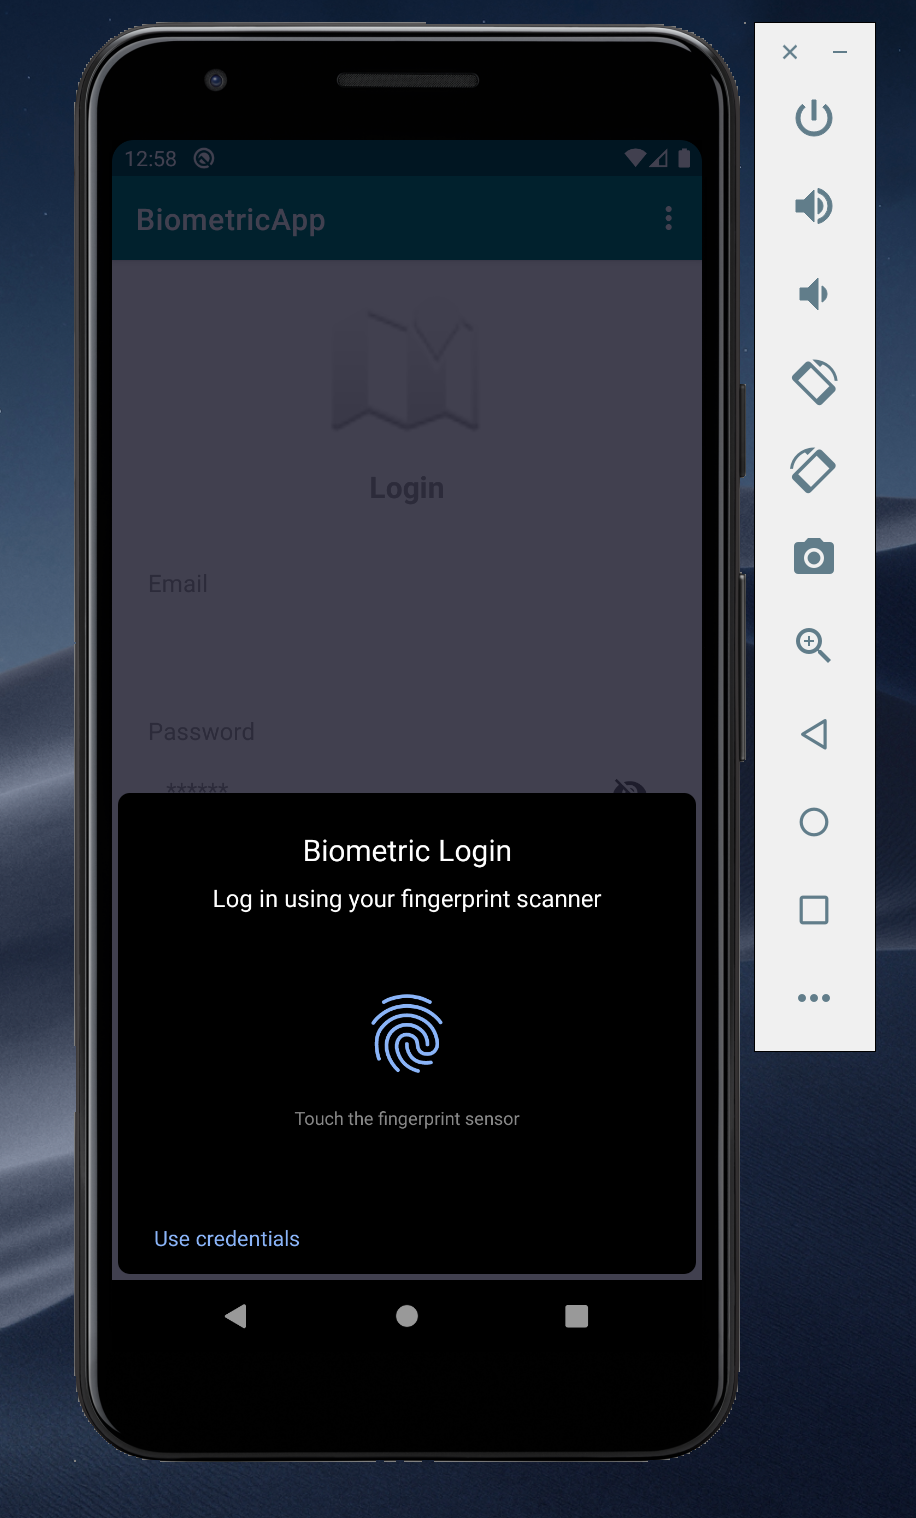 12:58
BiometricApp
Login
Email
Password
******
Biometric Login
Log in using your fingerprint scanner
Touch the fingerprint sensor
Use credentials